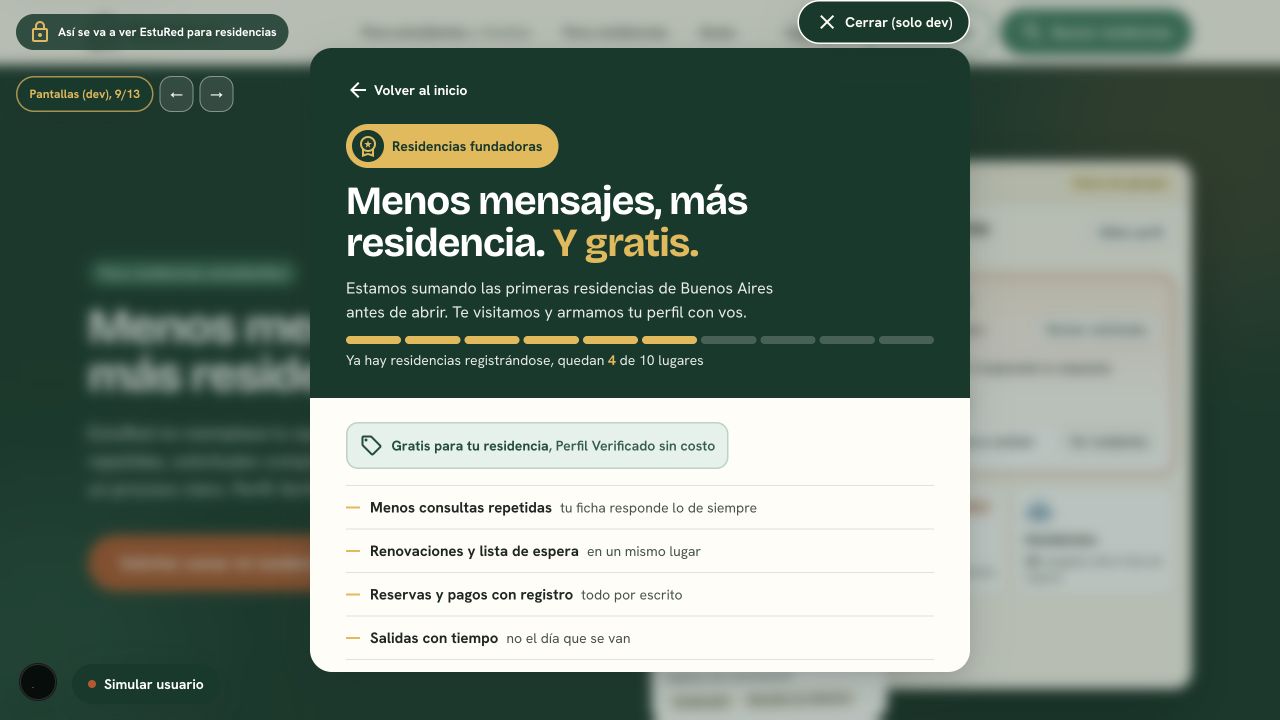 Así se va a ver EstuRed para residencias
Cerrar (solo dev)
Pantallas (dev), 9/13
←
→
Volver al inicio
Residencias fundadoras
Menos mensajes, más
residencia. Y gratis.
Estamos sumando las primeras residencias de Buenos Aires
antes de abrir. Te visitamos y armamos tu perfil con vos.
Ya hay residencias registrándose, quedan 4 de 10 lugares
Gratis para tu residencia, Perfil Verificado sin costo
— Menos consultas repetidas tu ficha responde lo de siempre
— Renovaciones y lista de espera en un mismo lugar
— Reservas y pagos con registro todo por escrito
— Salidas con tiempo no el día que se van
Simular usuario